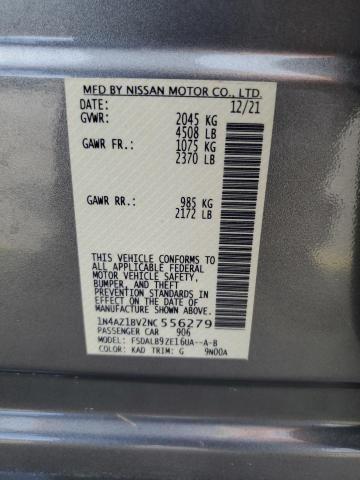 MFD BY NISSAN MOTOR CO., LTD.
DATE: 12/21
GVWR: 2045 KG
4508 LB
GAWR FR.: 1075 KG
2370 LB
GAWR RR.: 985 KG
2172 LB
THIS VEHICLE CONFORMS TO ALL
APPLICABLE U.S. FEDERAL MOTOR
VEHICLE SAFETY,
BUMPER, AND THEFT
PREVENTION STANDARDS
IN EFFECT ON THE DATE OF
MANUFACTURE SHOWN ABOVE.
1N4AZ1BV2NC556279
PASSENGER CAR 906
MODEL: FSDALB9ZE16UA--A-B
COLOR: KAD TRIM: G 9N00A